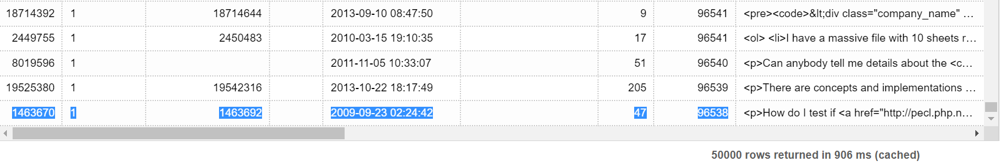 18714392 1 18714644 2013-09-10 08:47:50 9 96541 <pre><code>&lt;div class="company_name" ...
2449755 1 2450483 2010-03-15 19:10:35 17 96541 <ol> <li>I have a massive file with 10 sheets r...
8019596 1 2011-11-05 10:33:07 51 96540 <p>Can anybody tell me details about the <c...
19525380 1 19542316 2013-10-22 18:17:49 205 96539 <p>There are concepts and implementations ...
1463670 1 1463692 2009-09-23 02:24:42 47 96538 <p>How do I test if <a href="http://pecl.php.n...
50000 rows returned in 906 ms (cached)